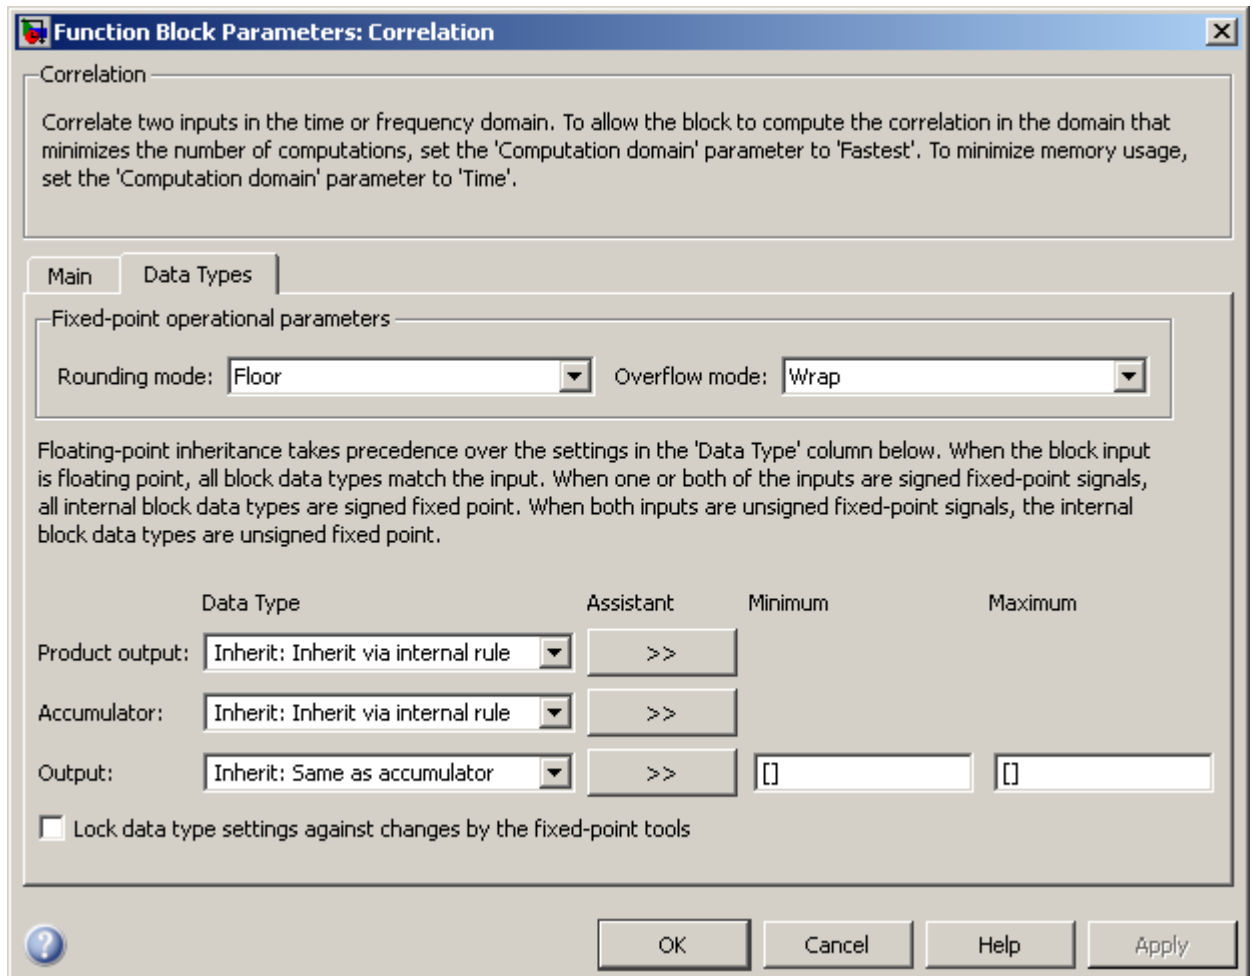 Function Block Parameters: Correlation
Correlation
Correlate two inputs in the time or frequency domain. To allow the block to compute the correlation in the domain that
minimizes the number of computations, set the 'Computation domain' parameter to 'Fastest'. To minimize memory usage,
set the 'Computation domain' parameter to 'Time'.
Main Data Types
Fixed-point operational parameters
Rounding mode: Floor Overflow mode: Wrap
Floating-point inheritance takes precedence over the settings in the 'Data Type' column below. When the block input
is floating point, all block data types match the input. When one or both of the inputs are signed fixed-point signals,
all internal block data types are signed fixed point. When both inputs are unsigned fixed-point signals, the internal
block data types are unsigned fixed point.
Data Type Assistant Minimum Maximum
Product output: Inherit: Inherit via internal rule >>
Accumulator: Inherit: Inherit via internal rule >>
Output: Inherit: Same as accumulator >> [] []
Lock data type settings against changes by the fixed-point tools
? OK Cancel Help Apply